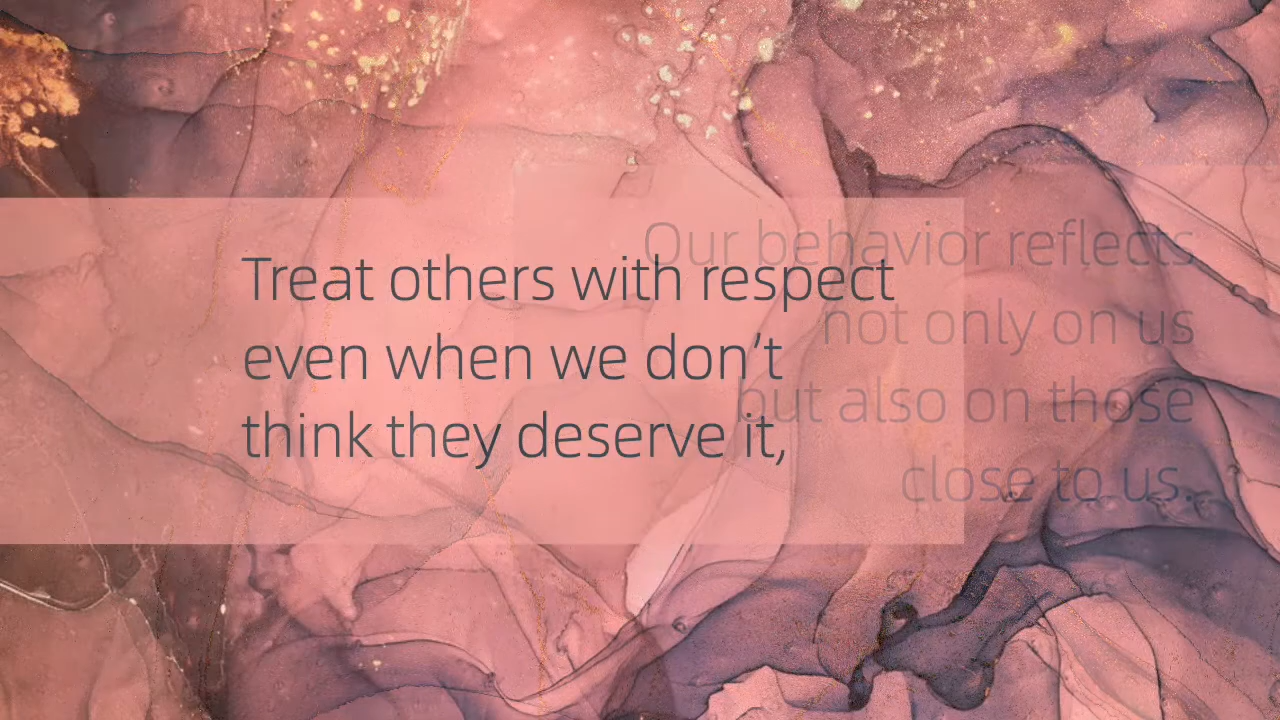 Treat others with respect
even when we don’t
think they deserve it,
Our behavior reflects
not only on us
but also on those
close to us.